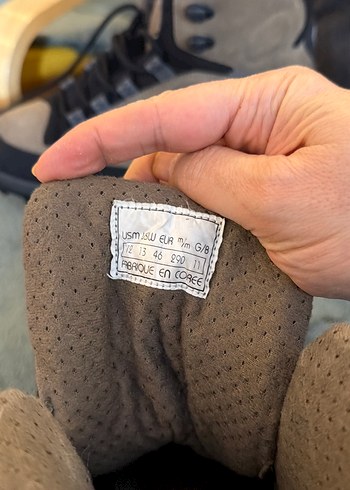 USM USW EUR m/m G/B
12 13 46 290 11
FABRIQUE EN COREE